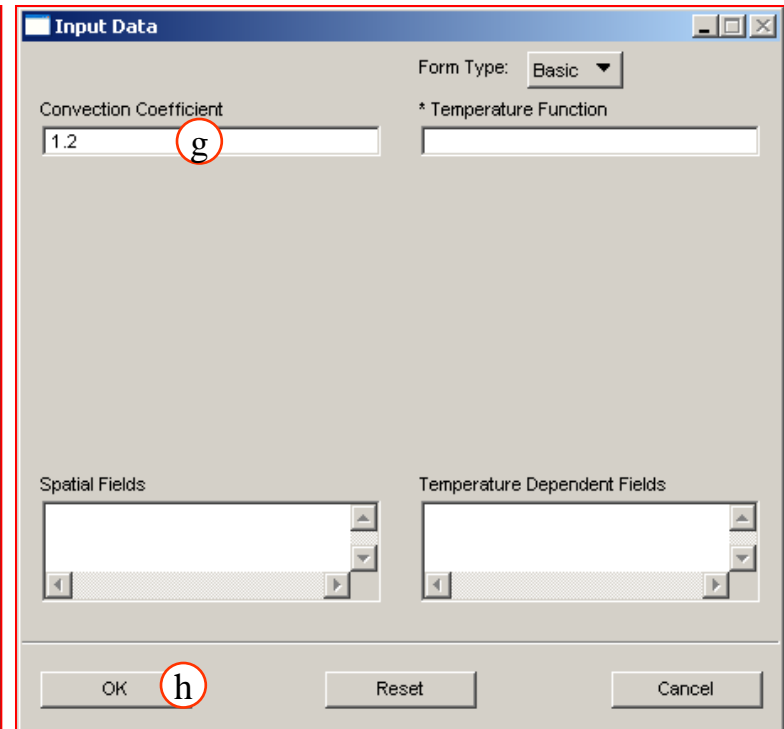 Input Data
Form Type: Basic
Convection Coefficient * Temperature Function
1.2 g
Spatial Fields Temperature Dependent Fields
OK h Reset Cancel